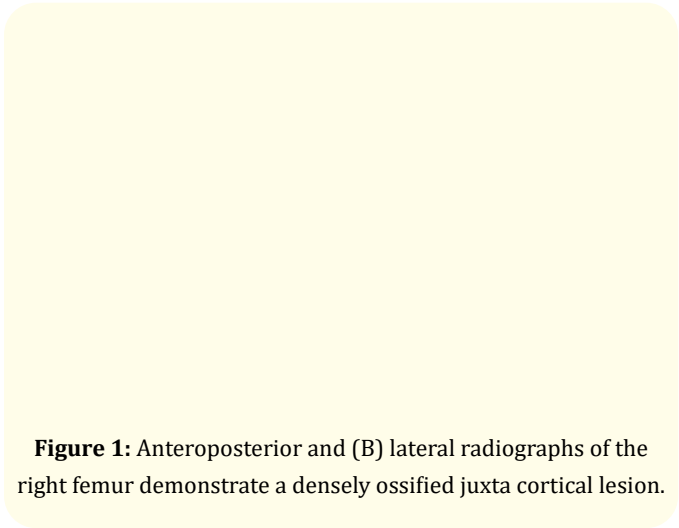 Figure 1: Anteroposterior and (B) lateral radiographs of the
right femur demonstrate a densely ossified juxta cortical lesion.